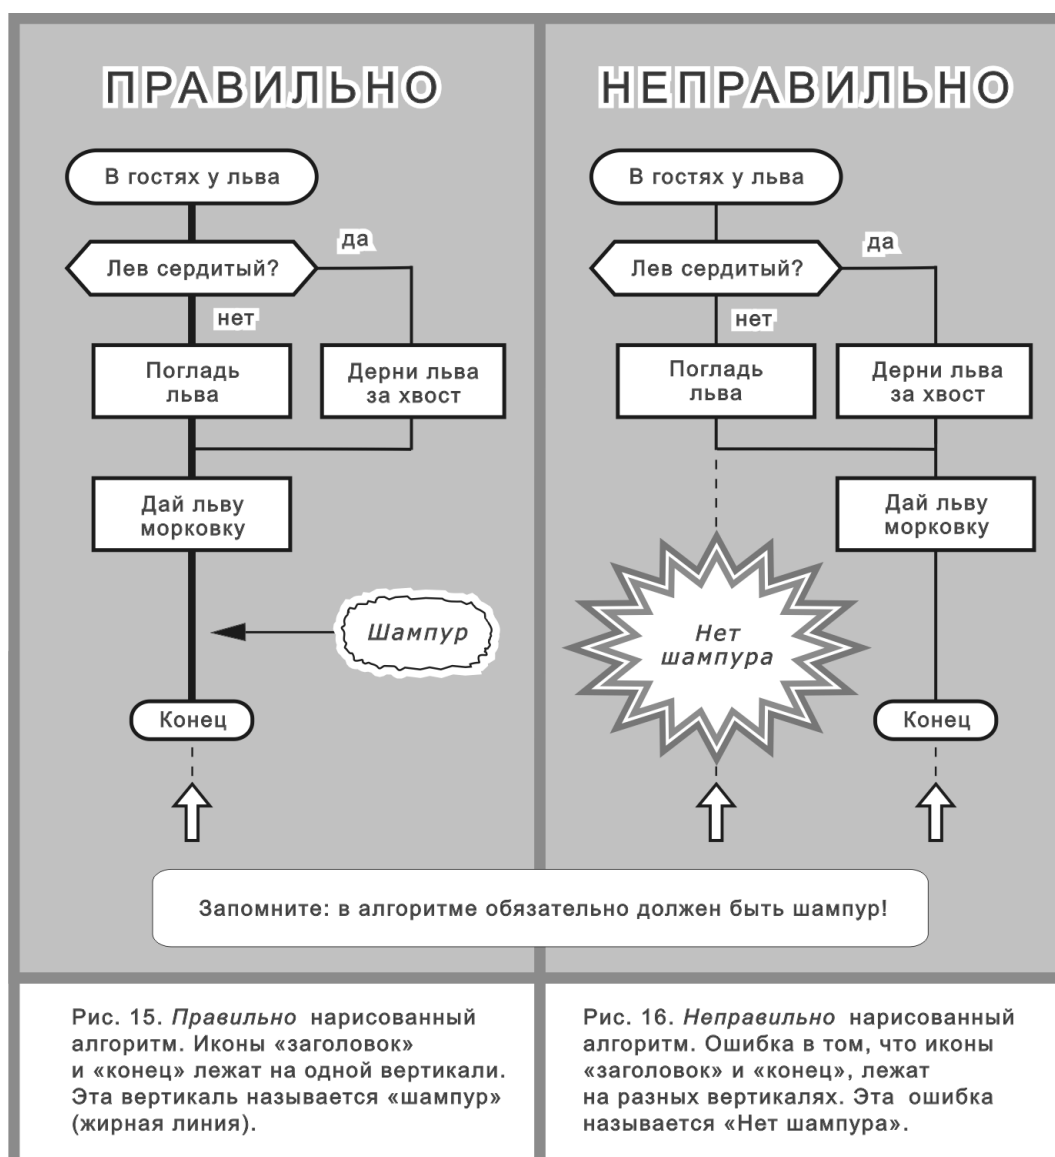 ПРАВИЛЬНО
В гостях у льва
Лев сердитый?
да
нет
Погладь
льва
Дерни льва
за хвост
Дай льву
морковку
Шампур
Конец
НЕПРАВИЛЬНО
В гостях у льва
Лев сердитый?
да
нет
Погладь
льва
Дерни льва
за хвост
Дай льву
морковку
Нет
шампура
Конец
Запомните: в алгоритме обязательно должен быть шампур!
Рис. 15. Правильно нарисованный
алгоритм. Иконы «заголовок»
и «конец» лежат на одной вертикали.
Эта вертикаль называется «шампур»
(жирная линия).
Рис. 16. Неправильно нарисованный
алгоритм. Ошибка в том, что иконы
«заголовок» и «конец», лежат
на разных вертикалях. Эта ошибка
называется «Нет шампура».